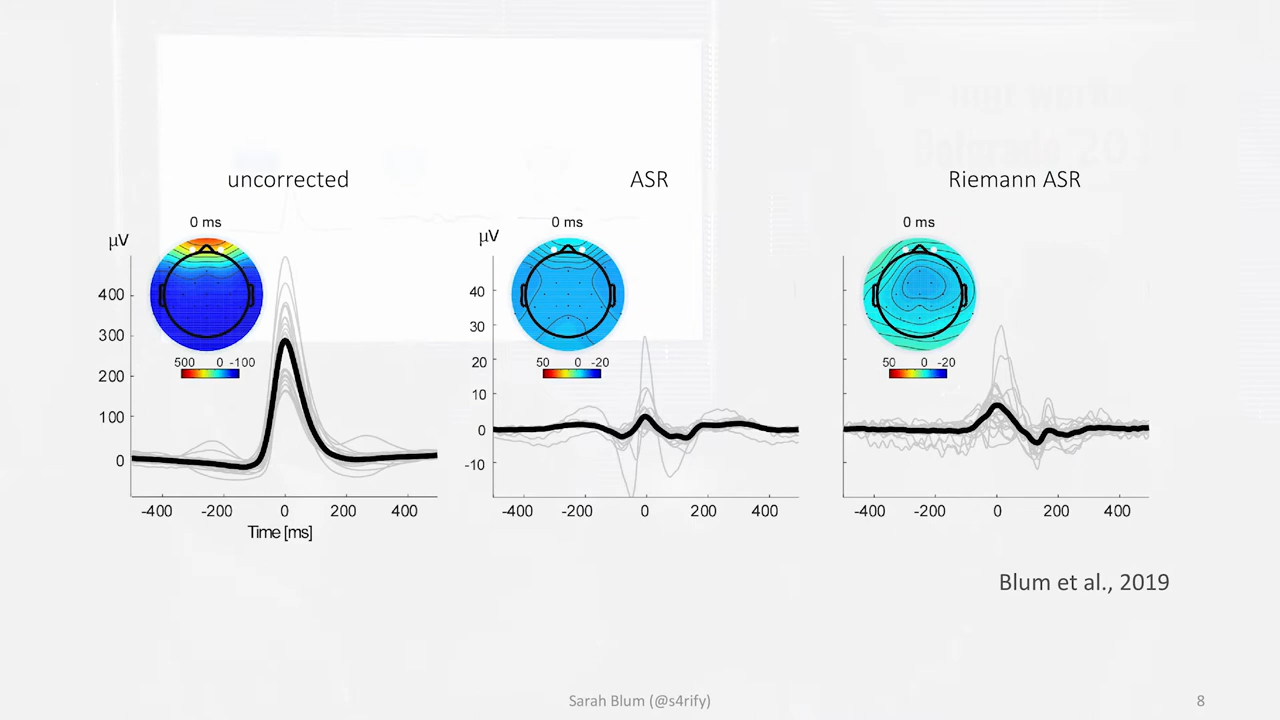 uncorrected
ASR
Riemann ASR
0 ms
0 ms
0 ms
µV
µV
400
300
200
100
0
500 0 -100
40
30
20
10
0
-10
50 0 -20
50 0 -20
-400 -200 0 200 400
-400 -200 0 200 400
-400 -200 0 200 400
Time [ms]
Blum et al., 2019
Sarah Blum (@s4rify)
8